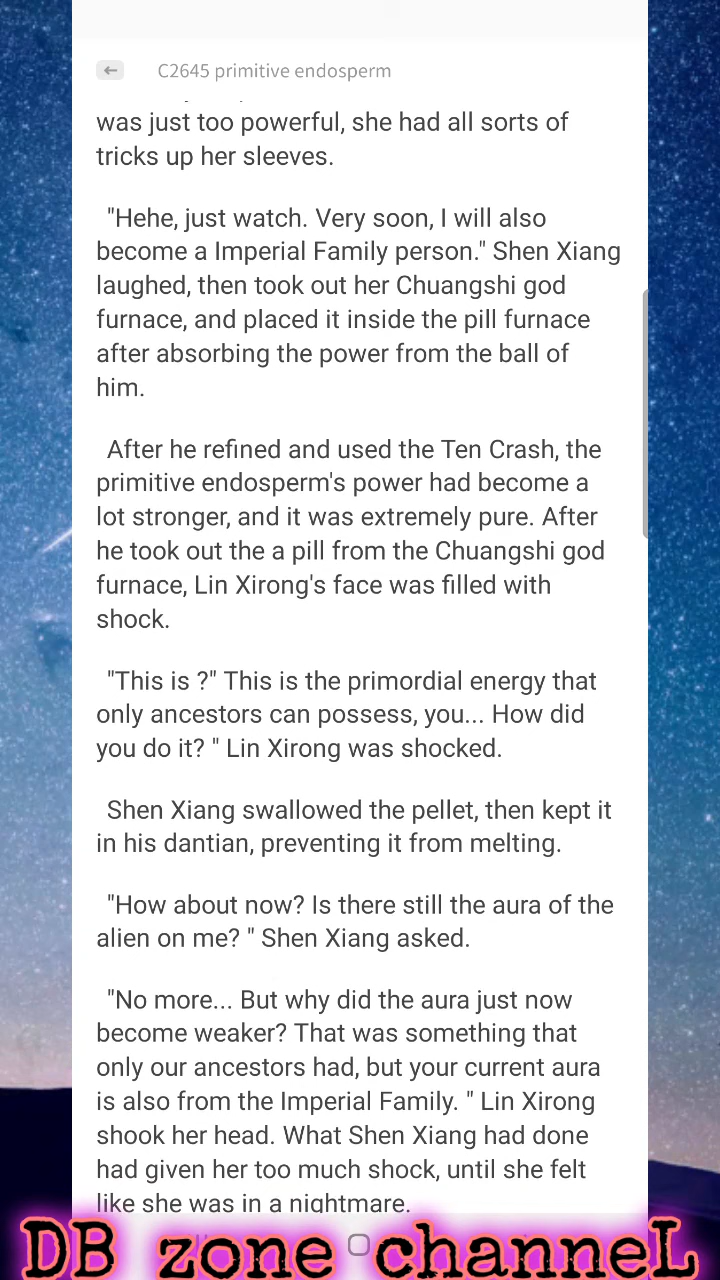 C2645 primitive endosperm
was just too powerful, she had all sorts of
tricks up her sleeves.
"Hehe, just watch. Very soon, I will also
become a Imperial Family person." Shen Xiang
laughed, then took out her Chuangshi god
furnace, and placed it inside the pill furnace
after absorbing the power from the ball of
him.
After he refined and used the Ten Crash, the
primitive endosperm's power had become a
lot stronger, and it was extremely pure. After
he took out the a pill from the Chuangshi god
furnace, Lin Xirong's face was filled with
shock.
"This is ?" This is the primordial energy that
only ancestors can possess, you... How did
you do it? " Lin Xirong was shocked.
Shen Xiang swallowed the pellet, then kept it
in his dantian, preventing it from melting.
"How about now? Is there still the aura of the
alien on me? " Shen Xiang asked.
"No more... But why did the aura just now
become weaker? That was something that
only our ancestors had, but your current aura
is also from the Imperial Family. " Lin Xirong
shook her head. What Shen Xiang had done
had given her too much shock, until she felt
like she was in a nightmare.
DB zone channeL